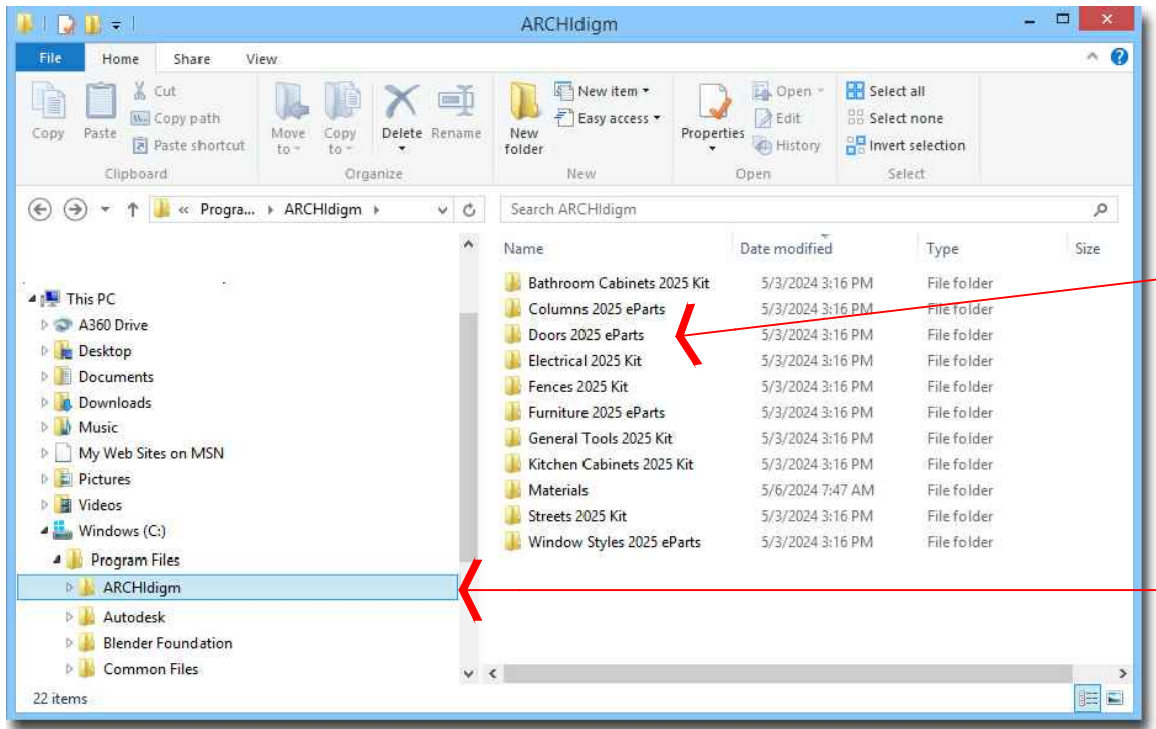 ARCHIdigm
File Home Share View
Cut
Copy path
Paste shortcut
Copy Paste
Move to
Copy to
Delete Rename
New folder
New item
Easy access
Properties
Open
Edit
History
Select all
Select none
Invert selection
Clipboard Organize New Open Select
« Progra... ARCHIdigm
Search ARCHIdigm
Name Date modified Type Size
This PC
A360 Drive
Desktop
Documents
Downloads
Music
My Web Sites on MSN
Pictures
Videos
Windows (C:)
Program Files
ARCHIdigm
Autodesk
Blender Foundation
Common Files
Bathroom Cabinets 2025 Kit 5/3/2024 3:16 PM File folder
Columns 2025 eParts 5/3/2024 3:16 PM File folder
Doors 2025 eParts 5/3/2024 3:16 PM File folder
Electrical 2025 Kit 5/3/2024 3:16 PM File folder
Fences 2025 Kit 5/3/2024 3:16 PM File folder
Furniture 2025 eParts 5/3/2024 3:16 PM File folder
General Tools 2025 Kit 5/3/2024 3:16 PM File folder
Kitchen Cabinets 2025 Kit 5/3/2024 3:16 PM File folder
Materials 5/6/2024 7:47 AM File folder
Streets 2025 Kit 5/3/2024 3:16 PM File folder
Window Styles 2025 eParts 5/3/2024 3:16 PM File folder
22 items